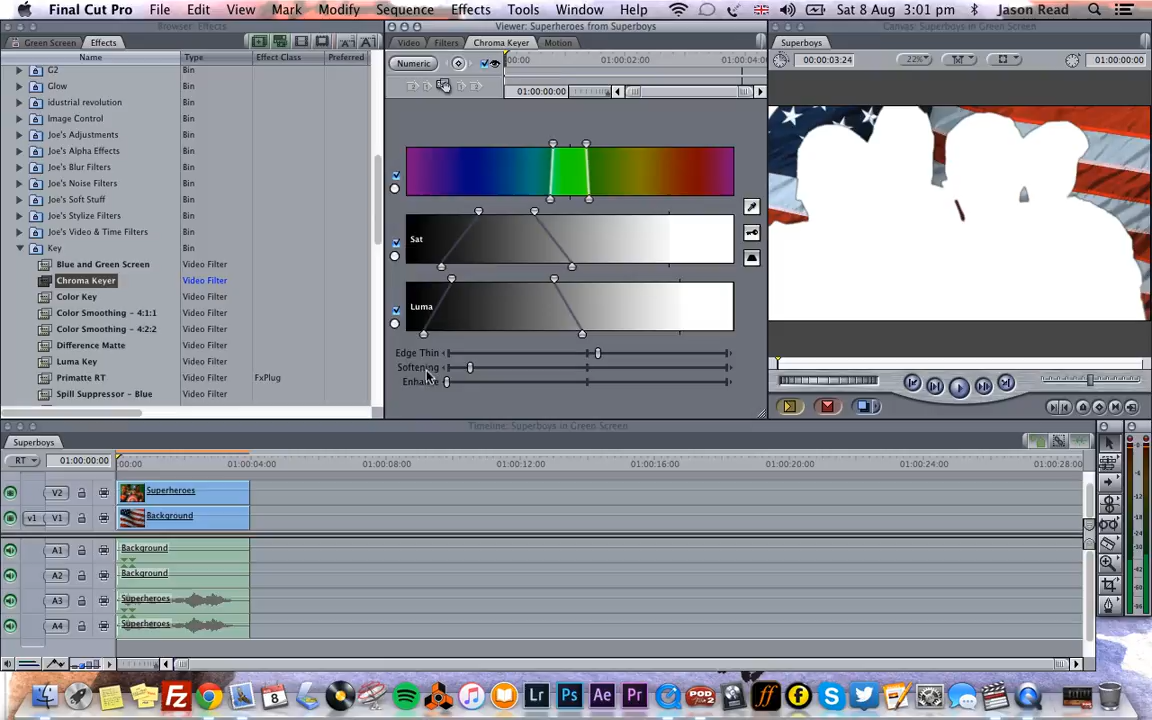 Final Cut Pro File Edit View Mark Modify Sequence Effects Tools Window Help Sat 8 Aug 3:01 pm Jason Read
Browser: Effects
Green Screen Effects
Name Type Effect Class Preferred
G2 Bin
Glow Bin
idustrial revolution Bin
Image Control Bin
Joe's Adjustments Bin
Joe's Alpha Effects Bin
Joe's Blur Filters Bin
Joe's Noise Filters Bin
Joe's Soft Stuff Bin
Joe's Stylize Filters Bin
Joe's Video & Time Filters Bin
Key Bin
Blue and Green Screen Video Filter
Chroma Keyer Video Filter
Color Key Video Filter
Color Smoothing - 4:1:1 Video Filter
Color Smoothing - 4:2:2 Video Filter
Difference Matte Video Filter
Luma Key Video Filter
Primatte RT Video Filter FxPlug
Spill Suppressor - Blue Video Filter
Viewer: Superheroes from Superboys
Video Filters Chroma Keyer Motion
Numeric
:00:00 01:00:02:00 01:00:04:0
01:00:00:00
Sat
Luma
Edge Thin
Softening
Enhance
Canvas: Superboys in Green Screen
Superboys
00:00:03:24 22% 01:00:00:00
Timeline: Superboys in Green Screen
Superboys
RT 01:00:00:00
:00:00 01:00:04:00 01:00:08:00 01:00:12:00 01:00:16:00 01:00:20:00 01:00:24:00 01:00:28:00
V2 Superheroes
v1 V1 Background
A1 Background
A2 Background
A3 Superheroes
A4 Superheroes